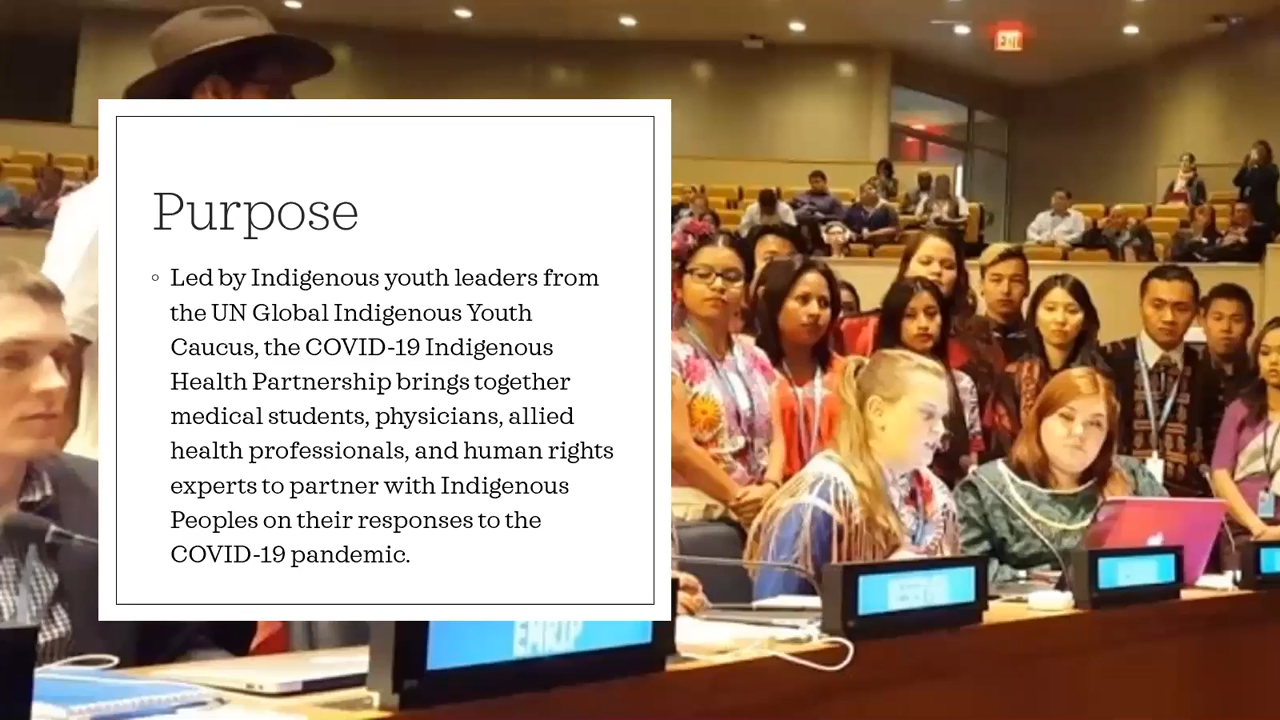 EXIT
Purpose
Led by Indigenous youth leaders from
the UN Global Indigenous Youth
Caucus, the COVID-19 Indigenous
Health Partnership brings together
medical students, physicians, allied
health professionals, and human rights
experts to partner with Indigenous
Peoples on their responses to the
COVID-19 pandemic.
EMRIP